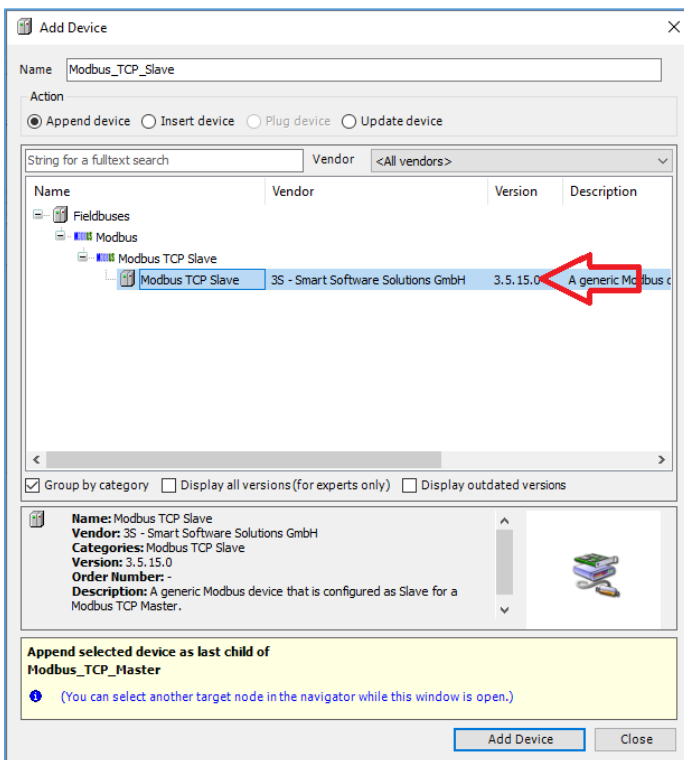 Add Device
Name Modbus_TCP_Slave
Action
Append device Insert device Plug device Update device
String for a fulltext search Vendor <All vendors>
Name Vendor Version Description
Fieldbuses
Modbus
Modbus TCP Slave
Modbus TCP Slave 3S - Smart Software Solutions GmbH 3.5.15.0 A generic Modbus
Group by category Display all versions (for experts only) Display outdated versions
Name: Modbus TCP Slave
Vendor: 3S - Smart Software Solutions GmbH
Categories: Modbus TCP Slave
Version: 3.5.15.0
Order Number: -
Description: A generic Modbus device that is configured as Slave for a
Modbus TCP Master.
Append selected device as last child of
Modbus_TCP_Master
(You can select another target node in the navigator while this window is open.)
Add Device Close